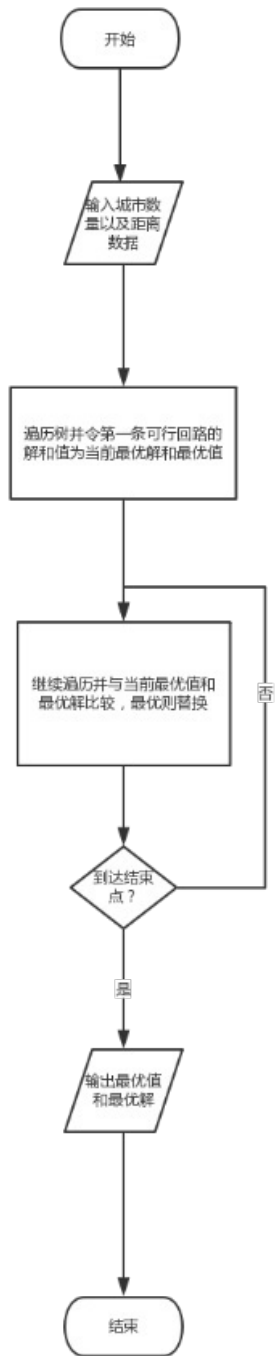 开始
输入城市数
量以及距离
数据
遍历树并令第一条可行回路的
解和值为当前最优解和最优值
继续遍历并与当前最优值和
最优解比较，最优则替换
否
到达结束
点？
是
输出最优值
和最优解
结束